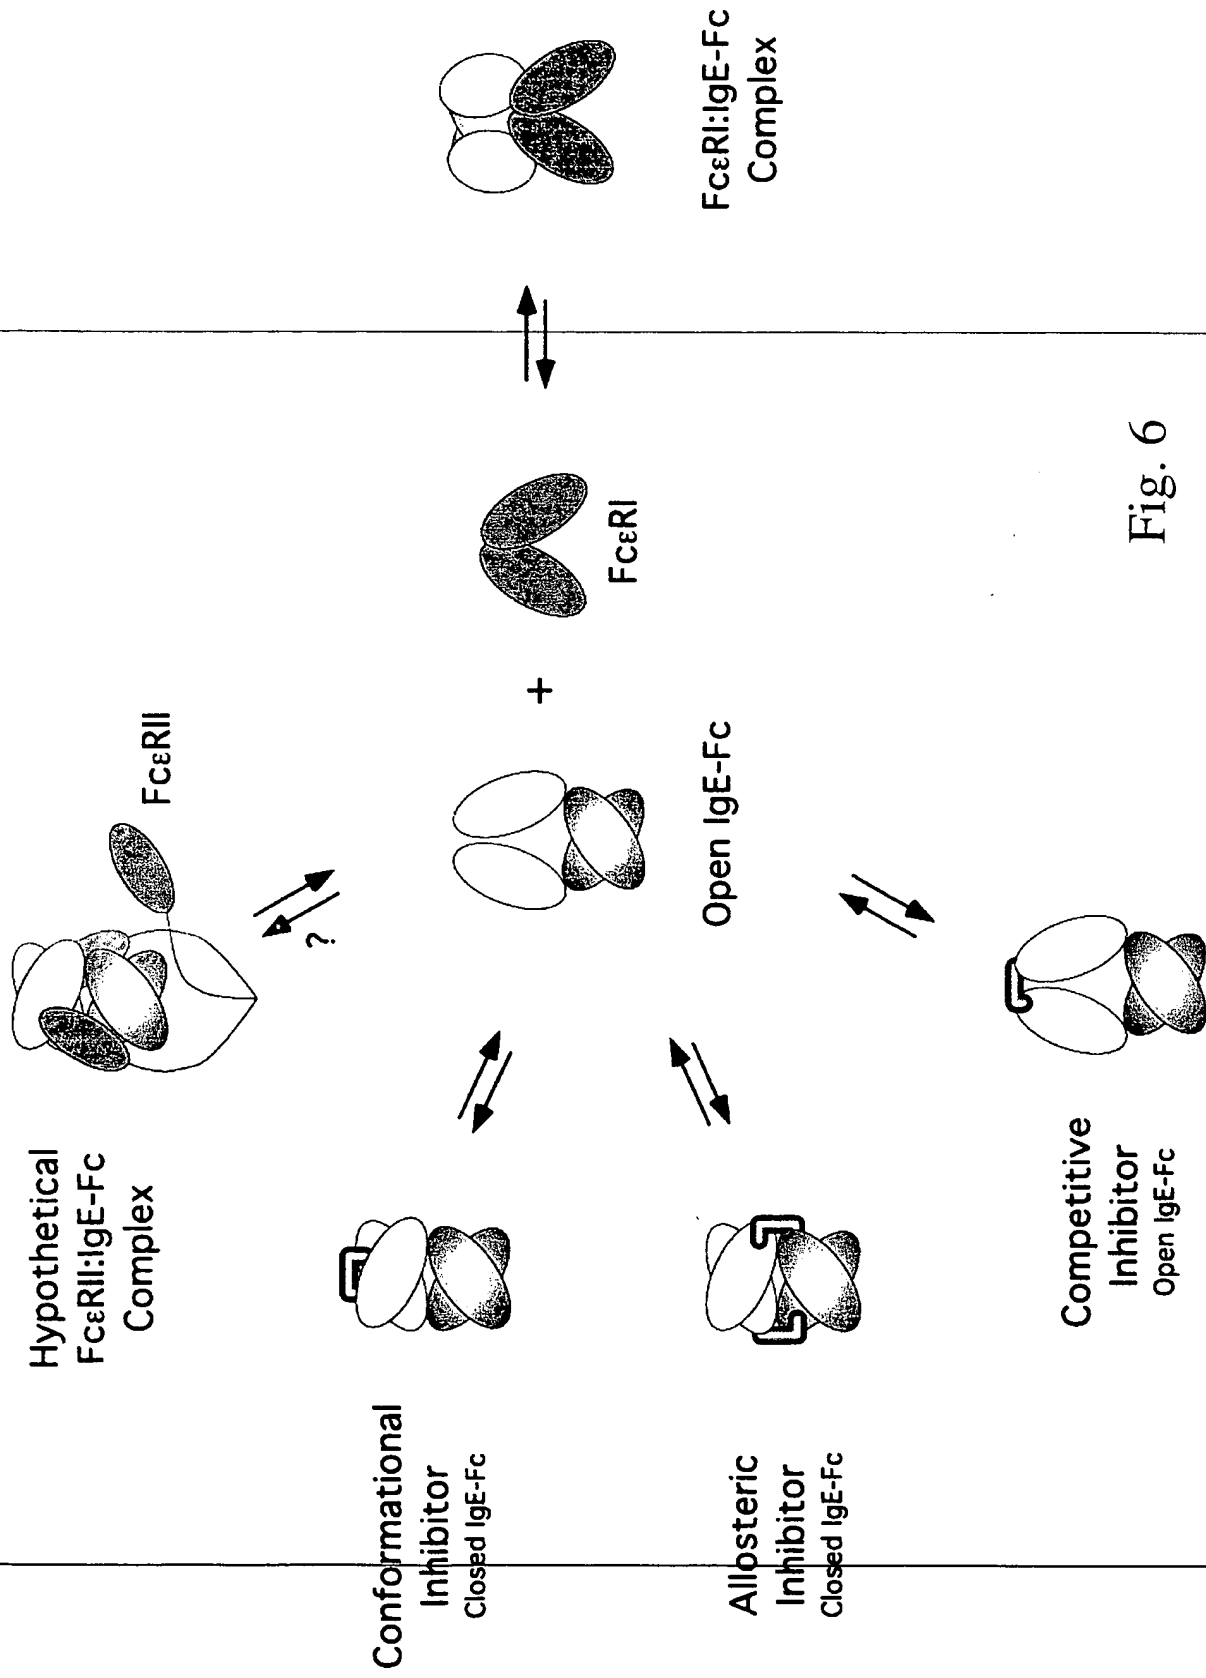 Hypothetical
FcεRII:IgE-Fc
Complex
FcεRII
?
Conformational
Inhibitor
Closed IgE-Fc
Open IgE-Fc
+
FcεRI
FcεRI:IgE-Fc
Complex
Allosteric
Inhibitor
Closed IgE-Fc
Competitive
Inhibitor
Open IgE-Fc
Fig. 6